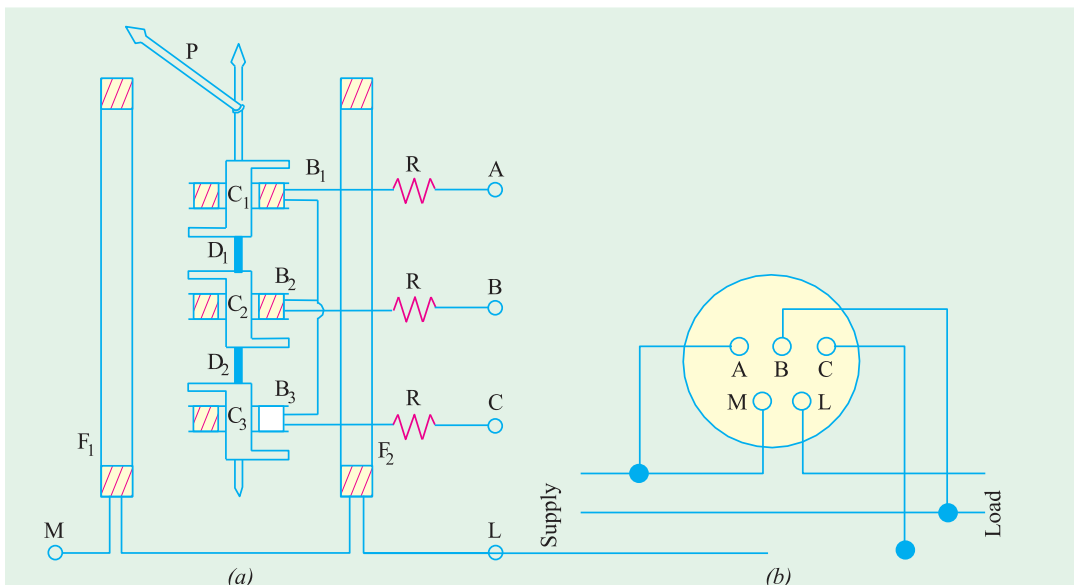 P
B₁
R
A
C₁
D₁
B₂
R
B
C₂
D₂
B₃
R
C
C₃
F₁
F₂
M
L
(a)
A
B
C
M
L
Supply
Load
(b)